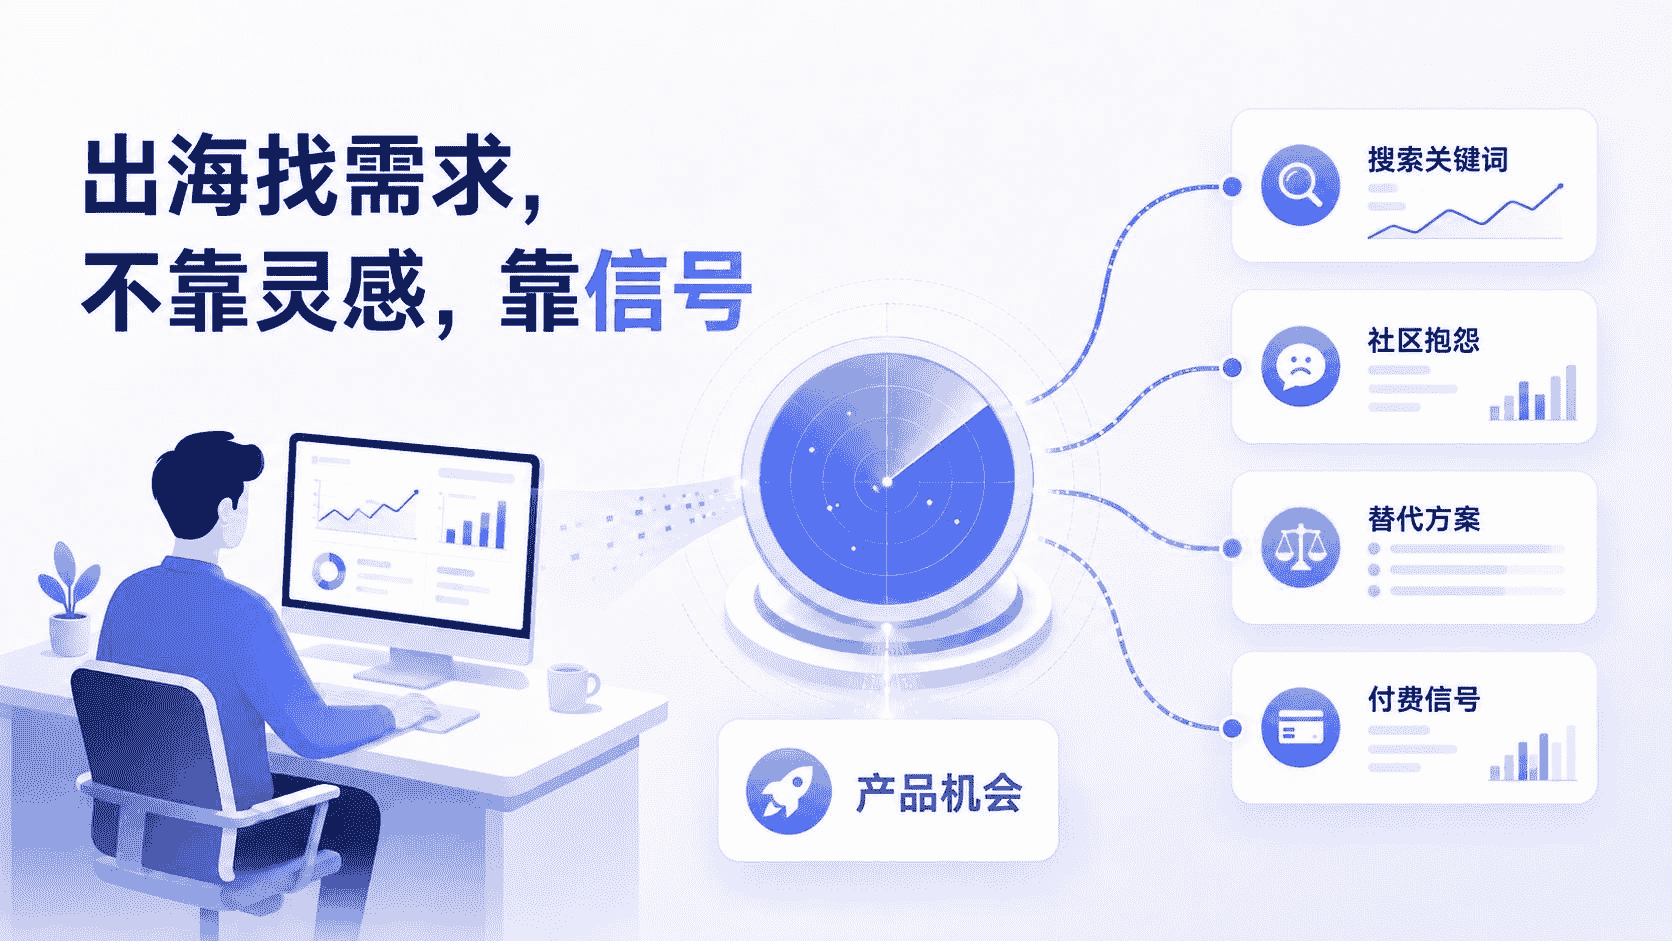 出海找需求，
不靠灵感，靠信号
搜索关键词
社区抱怨
替代方案
付费信号
产品机会